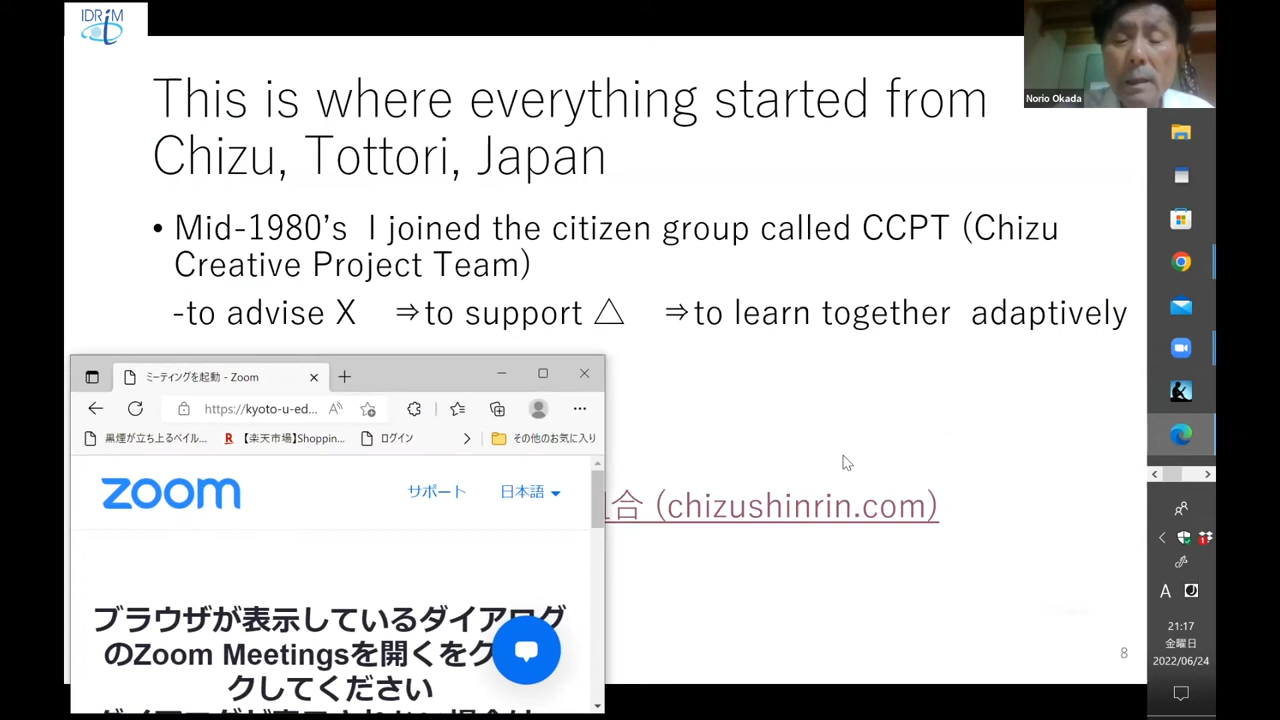 IDRiM
This is where everything started from
Chizu, Tottori, Japan
• Mid-1980's I joined the citizen group called CCPT (Chizu
Creative Project Team)
-to advise X ⇒to support △ ⇒to learn together adaptively
合 (chizushinrin.com)
8
Norio Okada
ミーティングを起動 - Zoom
https://kyoto-u-ed...
黒煙が立ち上るベイル...
【楽天市場】Shoppin...
ログイン
その他のお気に入り
zoom
サポート
日本語
ブラウザが表示しているダイアログ
のZoom Meetingsを開くをク
クしてください
A
21:17
金曜日
2022/06/24